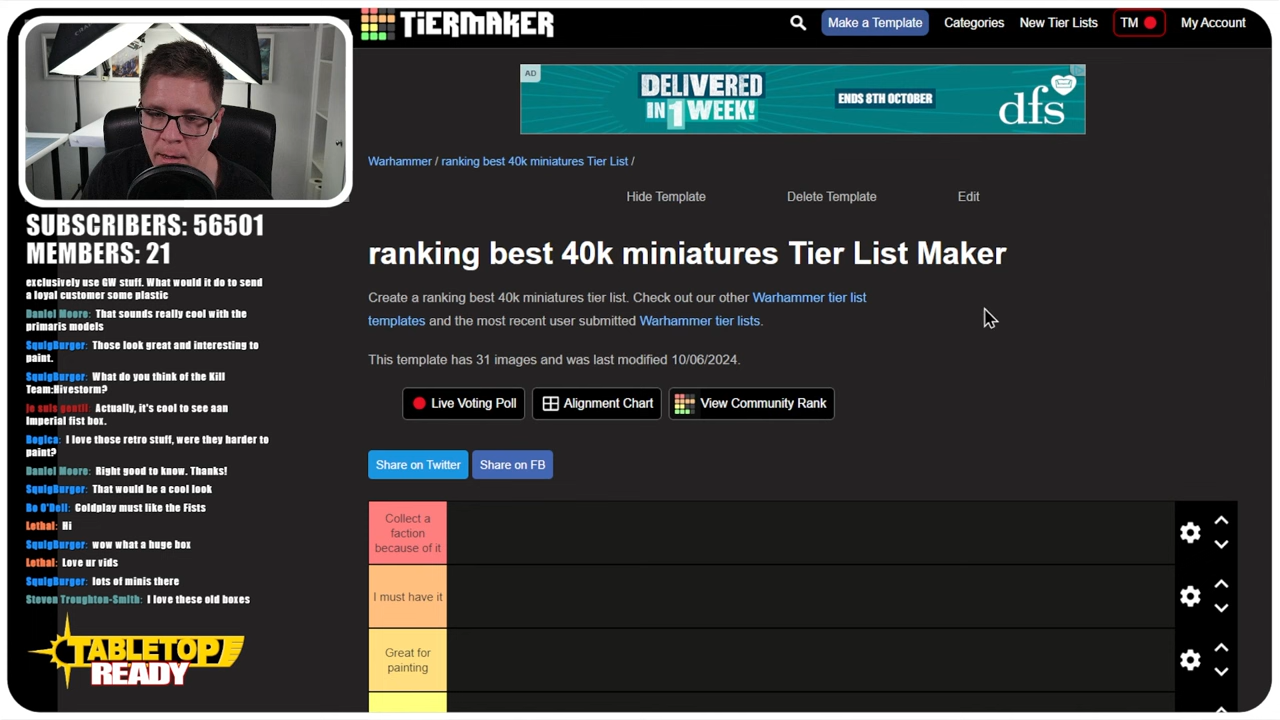 TiERMAKER
Make a Template
Categories
New Tier Lists
TM
My Account
AD
DELIVERED
IN 1 WEEK!
ENDS 8TH OCTOBER
dfs
Warhammer / ranking best 40k miniatures Tier List /
Hide Template
Delete Template
Edit
ranking best 40k miniatures Tier List Maker
Create a ranking best 40k miniatures tier list. Check out our other Warhammer tier list
templates and the most recent user submitted Warhammer tier lists.
This template has 31 images and was last modified 10/06/2024.
Live Voting Poll
Alignment Chart
View Community Rank
Share on Twitter
Share on FB
Collect a
faction
because of it
I must have it
Great for
painting
SUBSCRIBERS: 56501
MEMBERS: 21
exclusively use GW stuff. What would it do to send
a loyal customer some plastic
Daniel Moore: That sounds really cool with the
primaris models
SquigBurger: Those look great and interesting to
paint.
SquigBurger: What do you think of the Kill
Team:Hivestorm?
je suis gentil: Actually, it's cool to see aan
Imperial fist box.
Bogica: I love those retro stuff, were they harder to
paint?
Daniel Moore: Right good to know. Thanks!
SquigBurger: That would be a cool look
Bo O'Dell: Coldplay must like the Fists
Lethal: Hi
SquigBurger: wow what a huge box
Lethal: Love ur vids
SquigBurger: lots of minis there
Steven Troughton-Smith: I love these old boxes
TABLETOP
READY